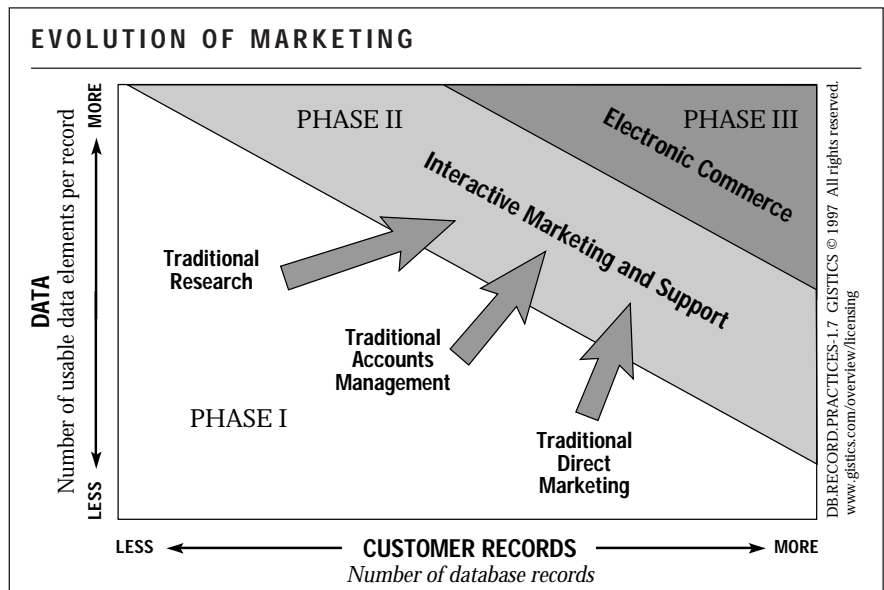 EVOLUTION OF MARKETING
PHASE II
PHASE III
Electronic Commerce
Interactive Marketing and Support
Traditional
Research
Traditional
Accounts
Management
PHASE I
Traditional
Direct
Marketing
DATA
Number of usable data elements per record
MORE
LESS
LESS
CUSTOMER RECORDS
MORE
Number of database records
DB.RECORD.PRACTICES-1.7 GISTICS © 1997 All rights reserved.
www.gistics.com/overview/licensing